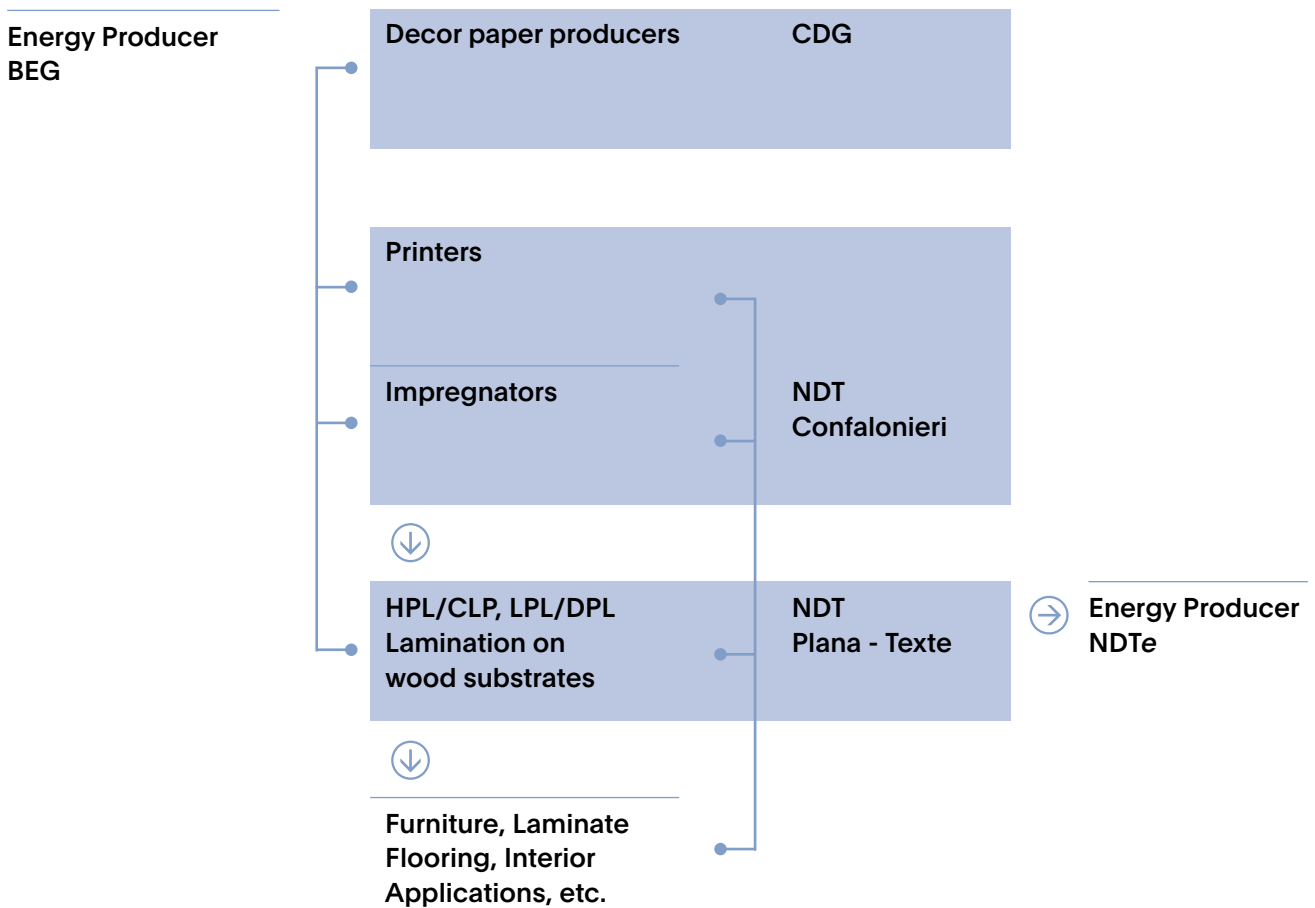 Energy Producer
BEG
Decor paper producers
CDG
Printers
Impregnators
NDT
Confalonieri
HPL/CLP, LPL/DPL
Lamination on
wood substrates
NDT
Plana - Texte
Energy Producer
NDTe
Furniture, Laminate
Flooring, Interior
Applications, etc.